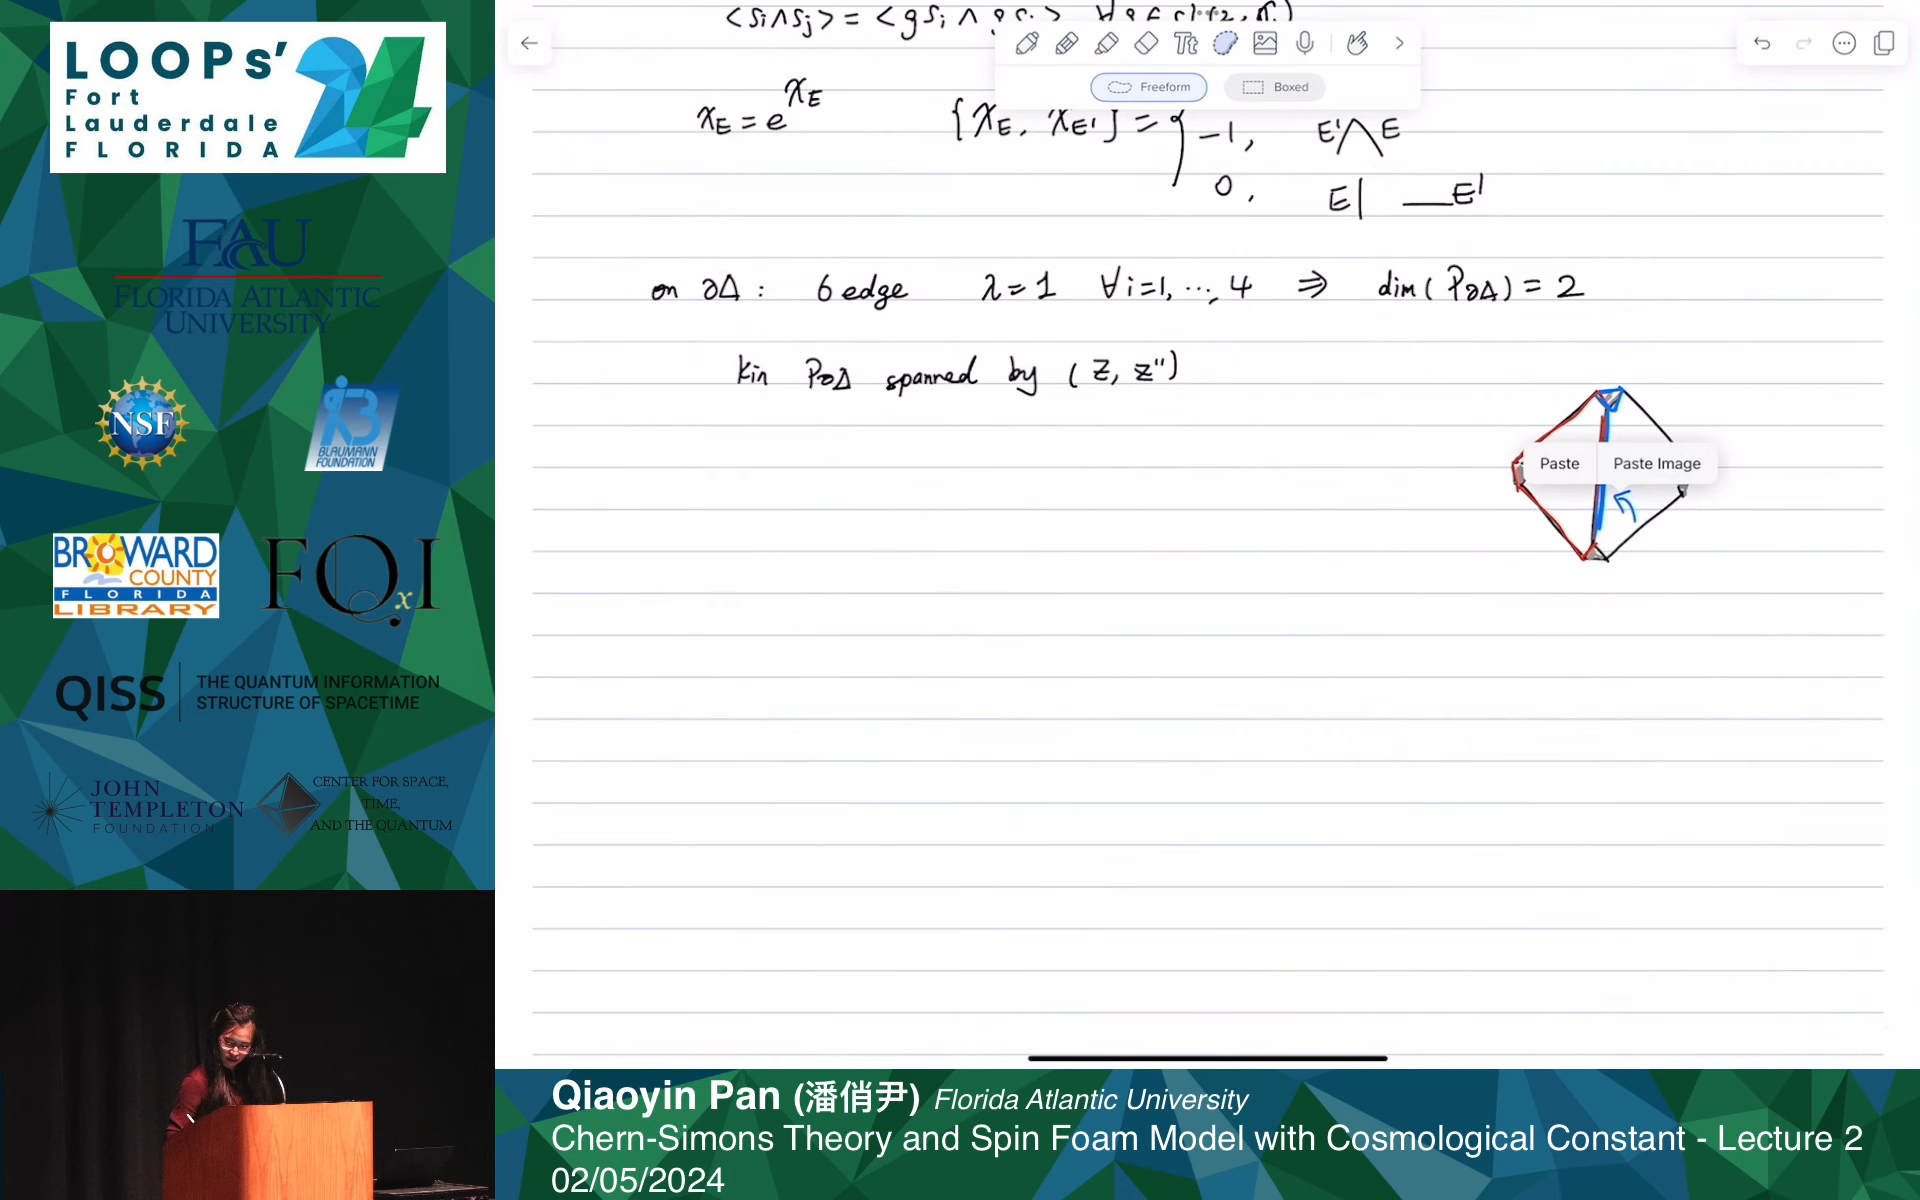 LOOPs' 24
Fort
Lauderdale
FLORIDA
FAU
FLORIDA ATLANTIC
UNIVERSITY
NSF
BLAUMANN
FOUNDATION
BROWARD
COUNTY
FLORIDA
LIBRARY
FQxI
QISS
THE QUANTUM INFORMATION
STRUCTURE OF SPACETIME
JOHN
TEMPLETON
FOUNDATION
CENTER FOR SPACE,
TIME,
AND THE QUANTUM
Freeform Boxed
χ_E = e^{χ_E} {χ_E, χ_E'} = { -1, E'∧E
0, E| __E'
on ∂Δ : 6 edge λ=1 ∀i=1, ..., 4 ⇒ dim(P_∂Δ) = 2
kin P_∂Δ spanned by (z, z'')
Paste Paste Image
Qiaoyin Pan (潘俏尹) Florida Atlantic University
Chern-Simons Theory and Spin Foam Model with Cosmological Constant - Lecture 2
02/05/2024